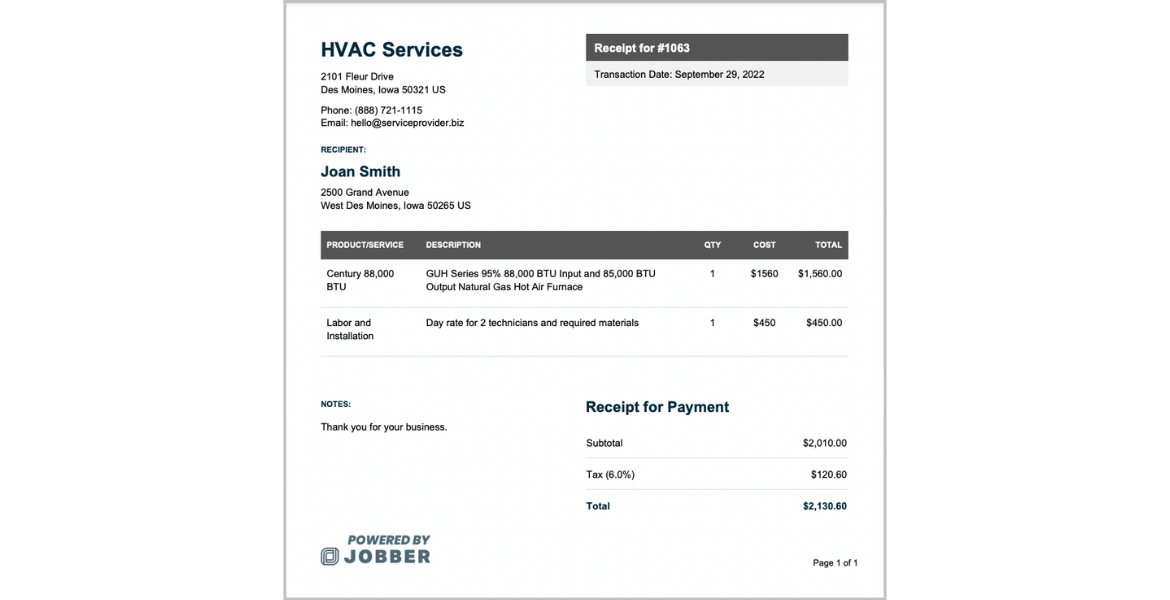 HVAC Services
2101 Fleur Drive
Des Moines, Iowa 50321 US
Phone: (888) 721-1115
Email: hello@serviceprovider.biz
Receipt for #1063
Transaction Date: September 29, 2022
RECIPIENT:
Joan Smith
2500 Grand Avenue
West Des Moines, Iowa 50265 US
PRODUCT/SERVICE DESCRIPTION QTY COST TOTAL
Century 88,000 GUH Series 95% 88,000 BTU Input and 85,000 BTU 1 $1560 $1,560.00
BTU Output Natural Gas Hot Air Furnace
Labor and Day rate for 2 technicians and required materials 1 $450 $450.00
Installation
NOTES:
Thank you for your business.
Receipt for Payment
Subtotal $2,010.00
Tax (6.0%) $120.60
Total $2,130.60
POWERED BY
JOBBER
Page 1 of 1